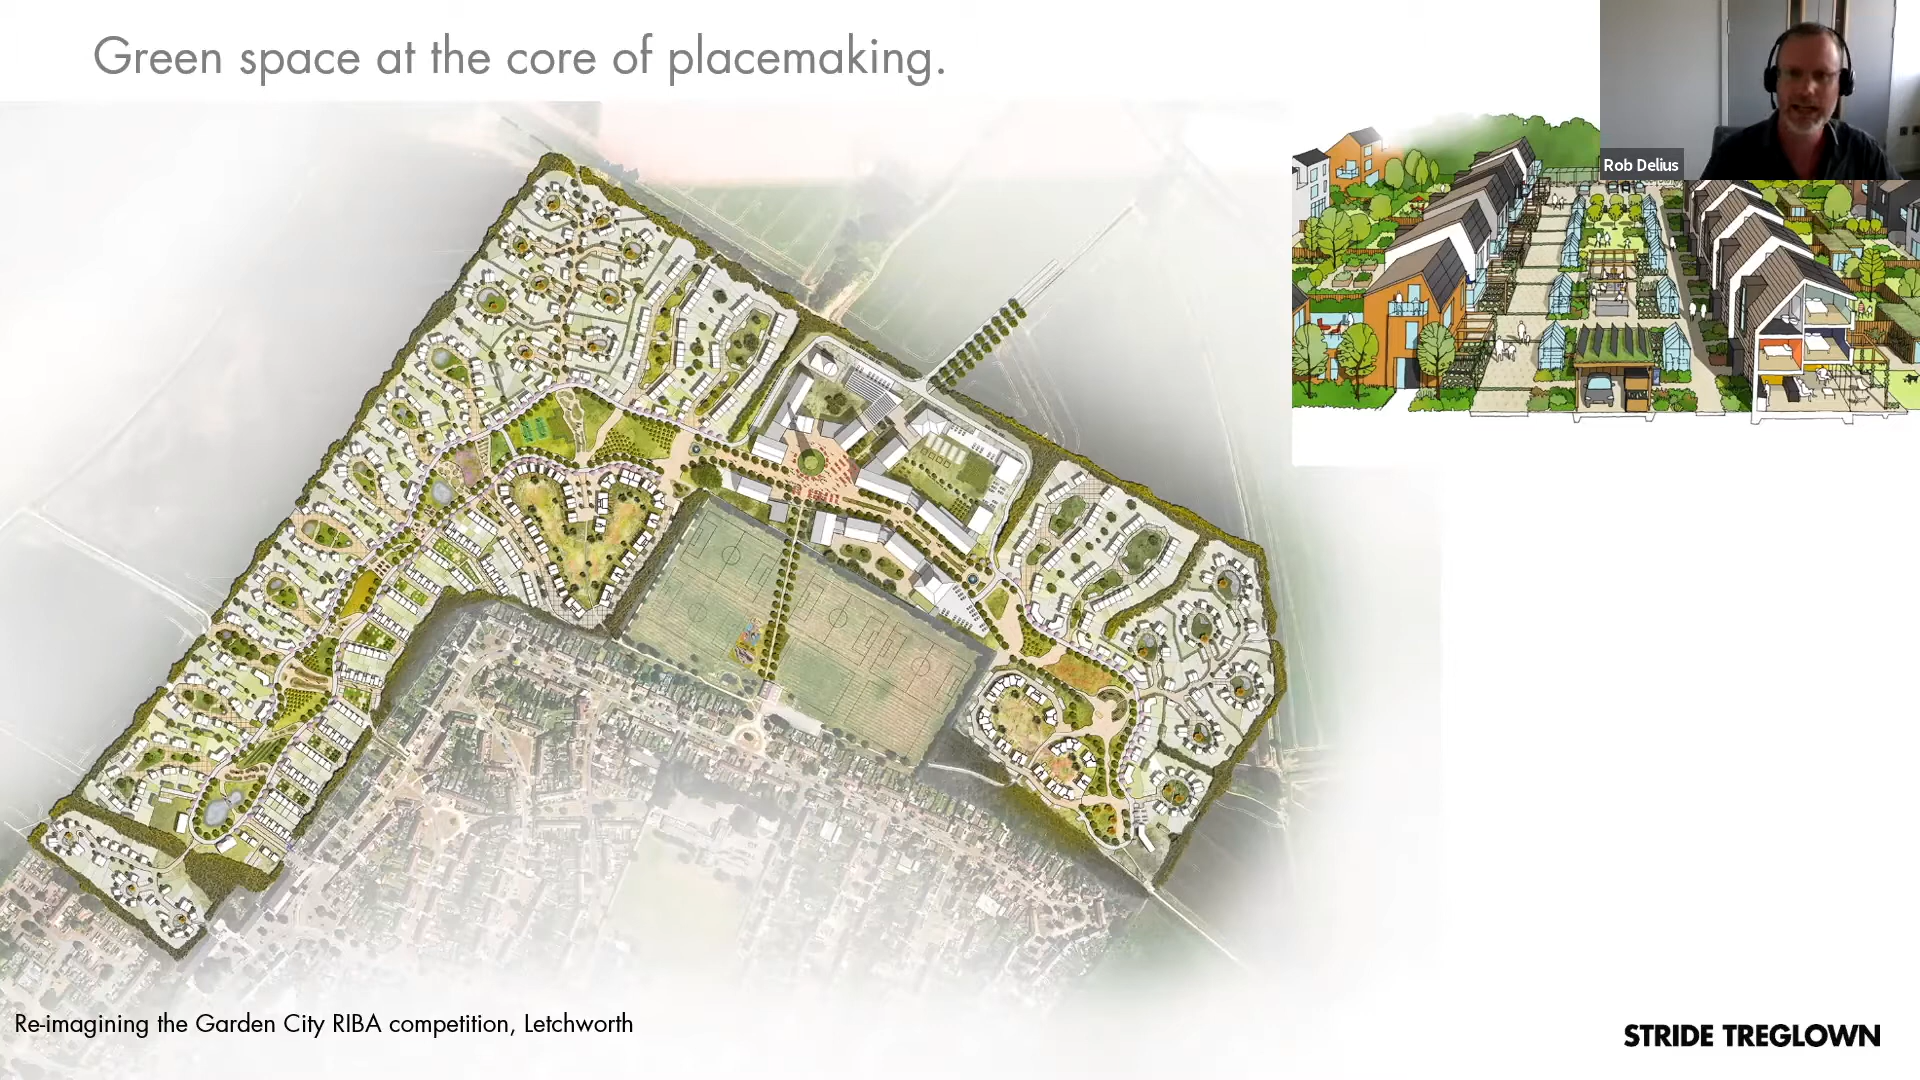 Green space at the core of placemaking.
Rob Delius
Re-imagining the Garden City RIBA competition, Letchworth
STRIDE TREGLOWN